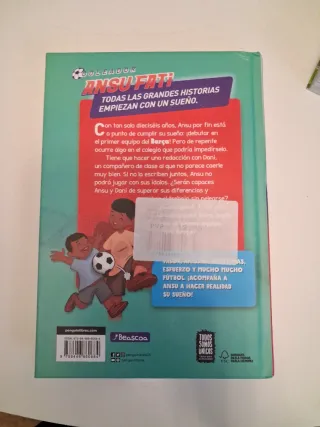 ANSU FATI
TODAS LAS GRANDES HISTORIAS
EMPIEZAN CON UN SUEÑO.
Con tan solo dieciséis años, Ansu por fin está
a punto de cumplir su sueño: ¡debutar en
el primer equipo del Barça! Pero de repente
ocurre algo en el colegio que podría impedírselo.
Tiene que hacer una redacción con Dani,
un compañero de clase al que no parece caerle
muy bien. Si no la escriben juntos, Ansu no
podrá jugar con sus ídolos. ¿Serán capaces
Ansu y Dani de superar sus diferencias y
ESFUERZO Y MUCHO MUCHO
FÚTBOL. ¡ACOMPAÑA A
ANSU A HACER REALIDAD
SU SUEÑO!
Beascoa
TODOS
SOMOS
ÚNICOS
FSC